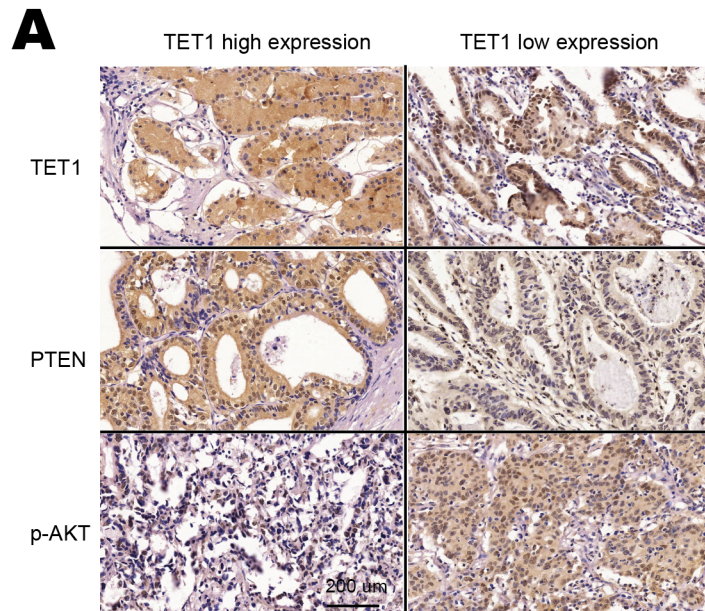 A
TET1 high expression
TET1 low expression
TET1
PTEN
p-AKT
200 um